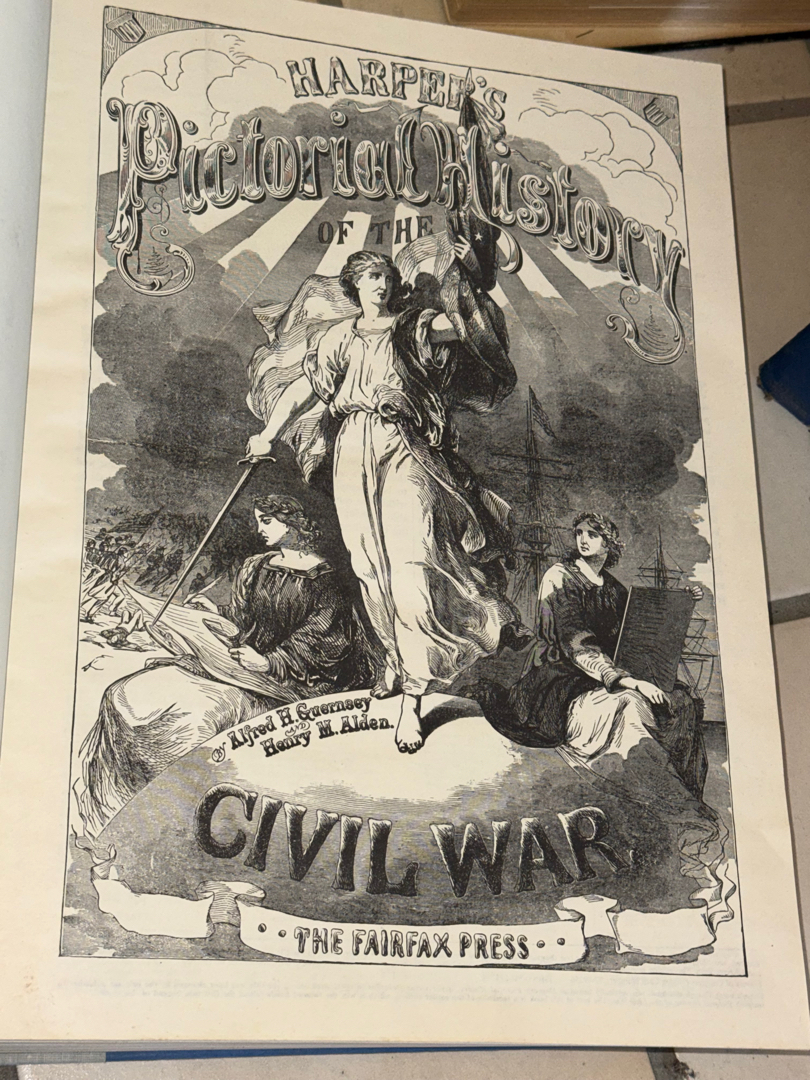 HARPER'S
Pictorial History
OF THE
By Alfred H. Guernsey
AND
Henry M. Alden.
CIVIL WAR
· · THE FAIRFAX PRESS · ·